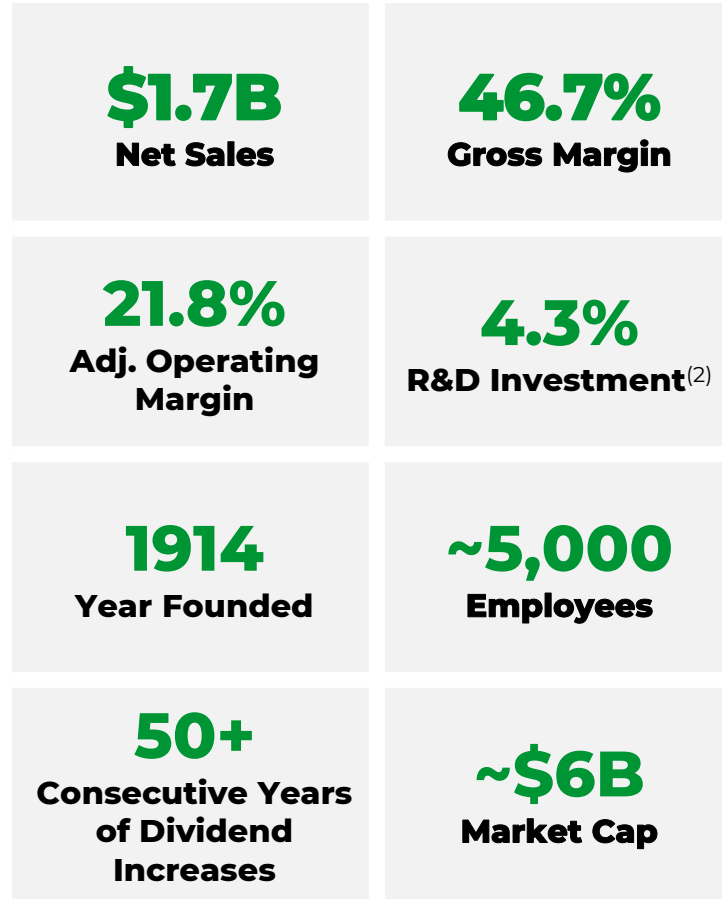 $1.7B
Net Sales
46.7%
Gross Margin
21.8%
Adj. Operating
Margin
4.3%
R&D Investment(2)
1914
Year Founded
~5,000
Employees
50+
Consecutive Years
of Dividend
Increases
~$6B
Market Cap